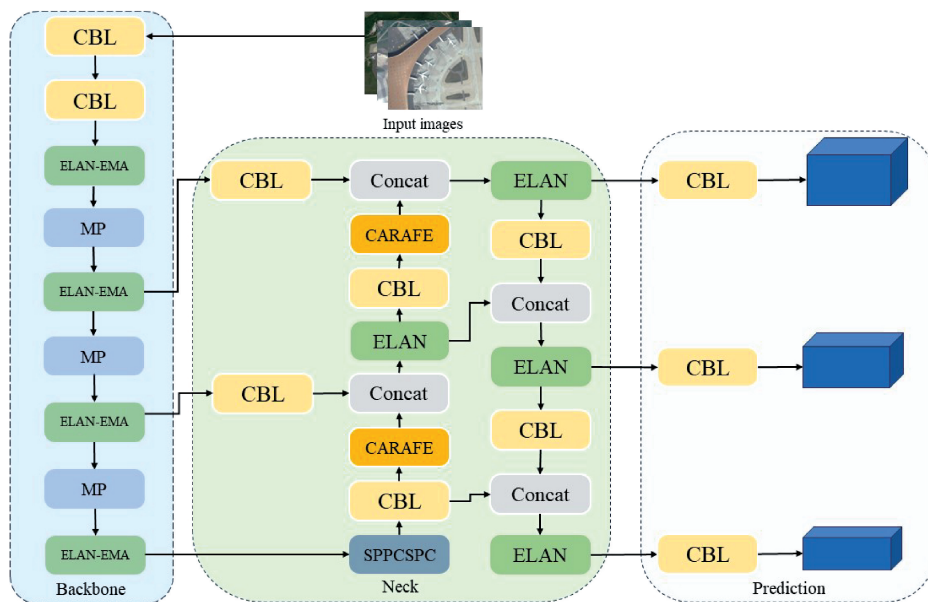 CBL
CBL
ELAN-EMA
MP
ELAN-EMA
MP
ELAN-EMA
MP
ELAN-EMA
Backbone
Input images
CBL
Concat
ELAN
CARAFE
CBL
CBL
Concat
ELAN
ELAN
CBL
Concat
CARAFE
CBL
CBL
Concat
SPPCSPC
ELAN
Neck
CBL
CBL
CBL
Prediction